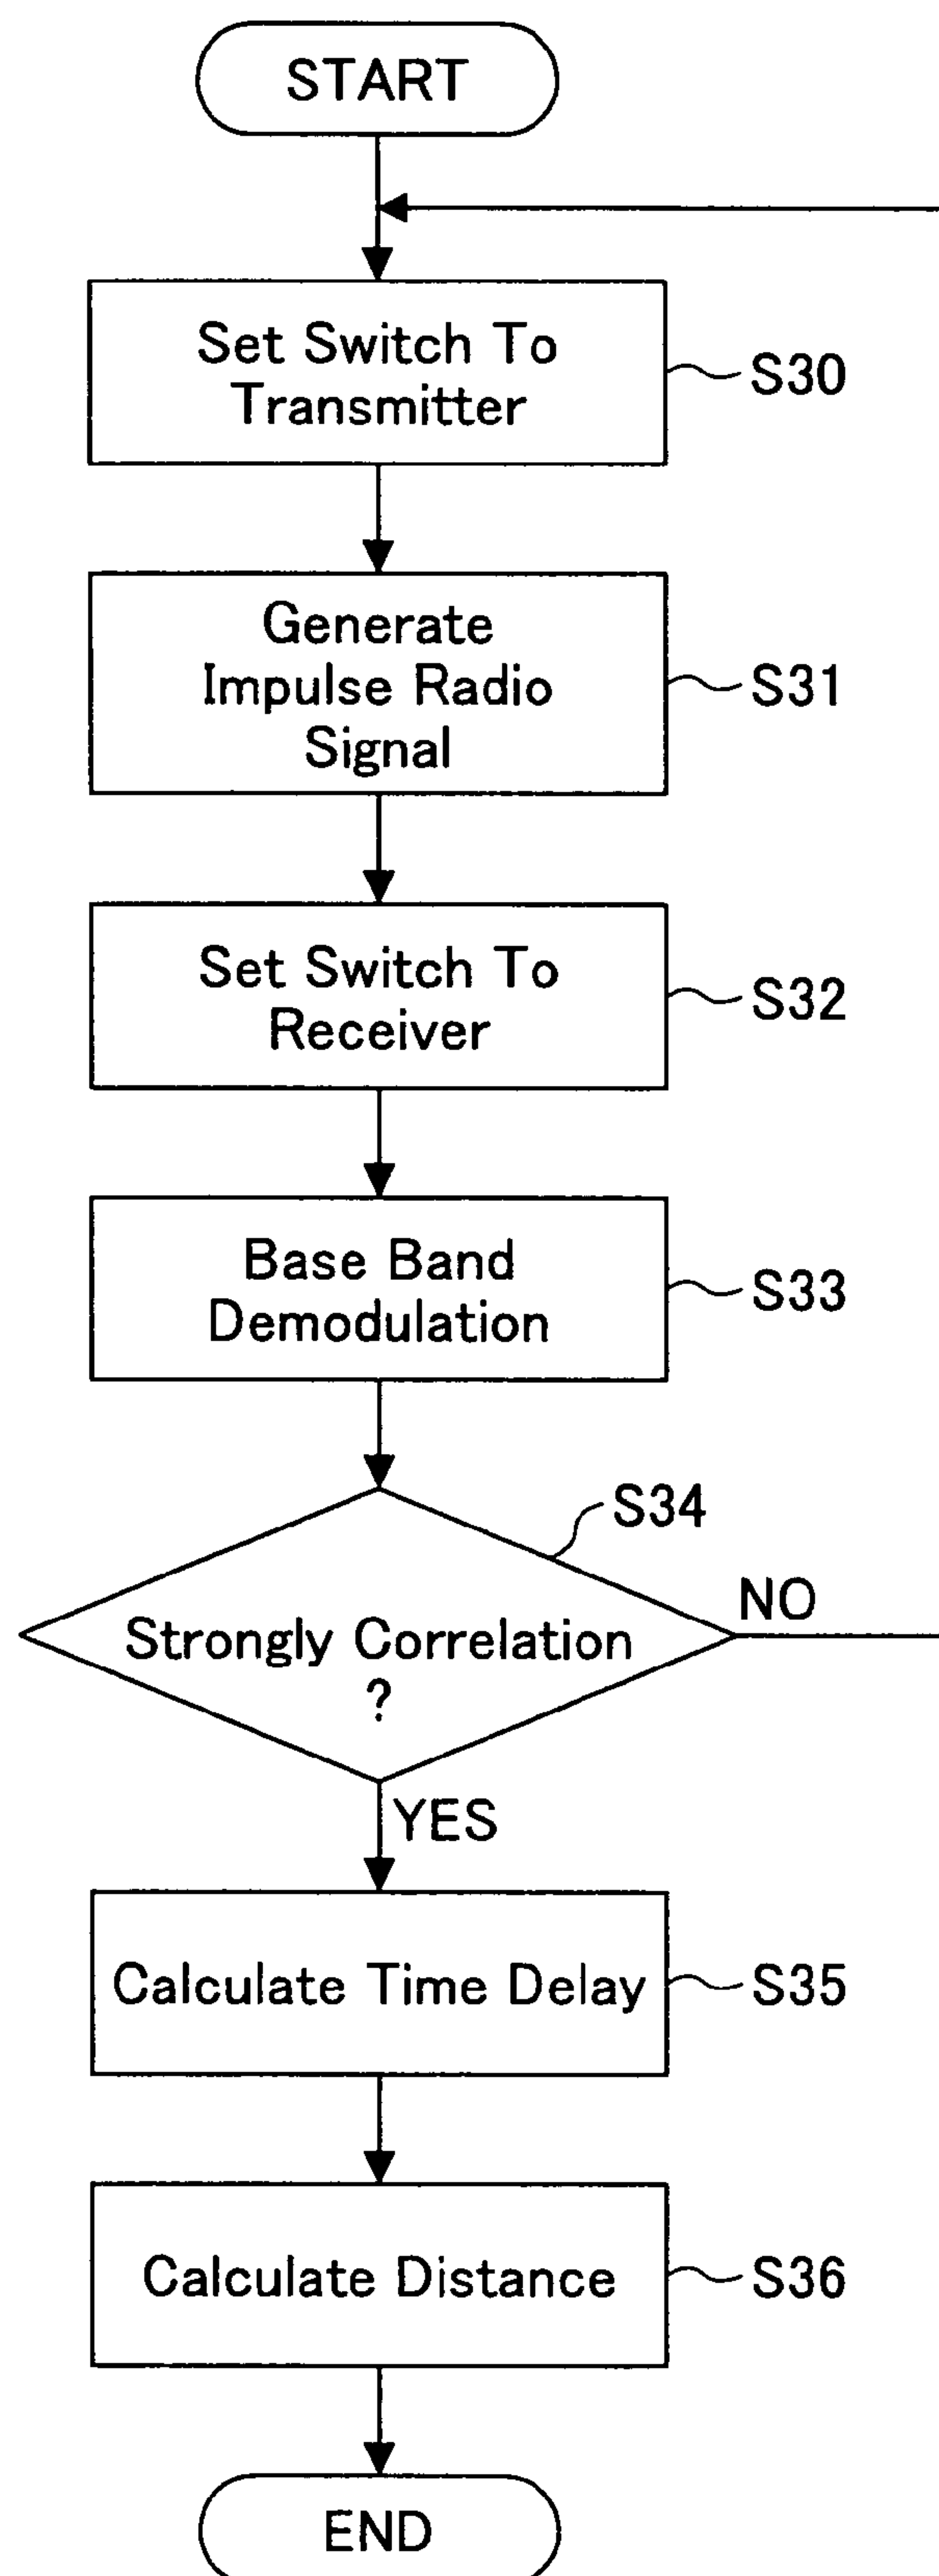 START
Set Switch To
Transmitter
S30
Generate
Impulse Radio
Signal
S31
Set Switch To
Receiver
S32
Base Band
Demodulation
S33
S34
Strongly Correlation
?
NO
YES
Calculate Time Delay
S35
Calculate Distance
S36
END